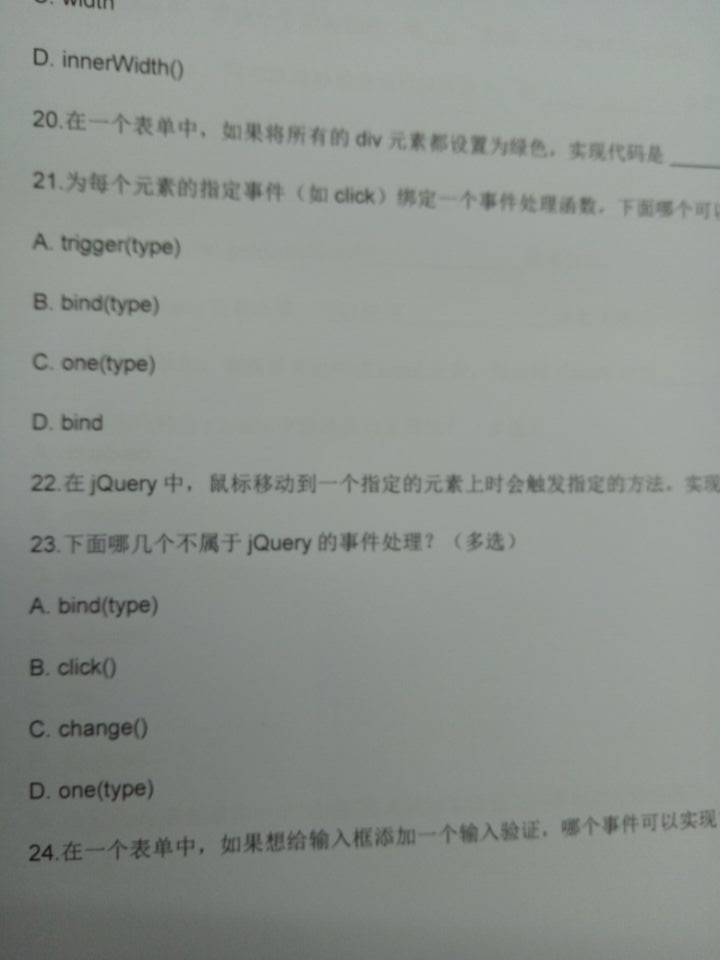 D. innerWidth()
20.在一个表单中，如果将所有的 div 元素都设置为绿色，实现代码是
21.为每个元素的指定事件（如 click）绑定一个事件处理函数，下面哪个可
A. trigger(type)
B. bind(type)
C. one(type)
D. bind
22.在 jQuery 中，鼠标移动到一个指定的元素上时会触发指定的方法，实现
23.下面哪几个不属于 jQuery 的事件处理？（多选）
A. bind(type)
B. click()
C. change()
D. one(type)
24.在一个表单中，如果想给输入框添加一个输入验证，哪个事件可以实现